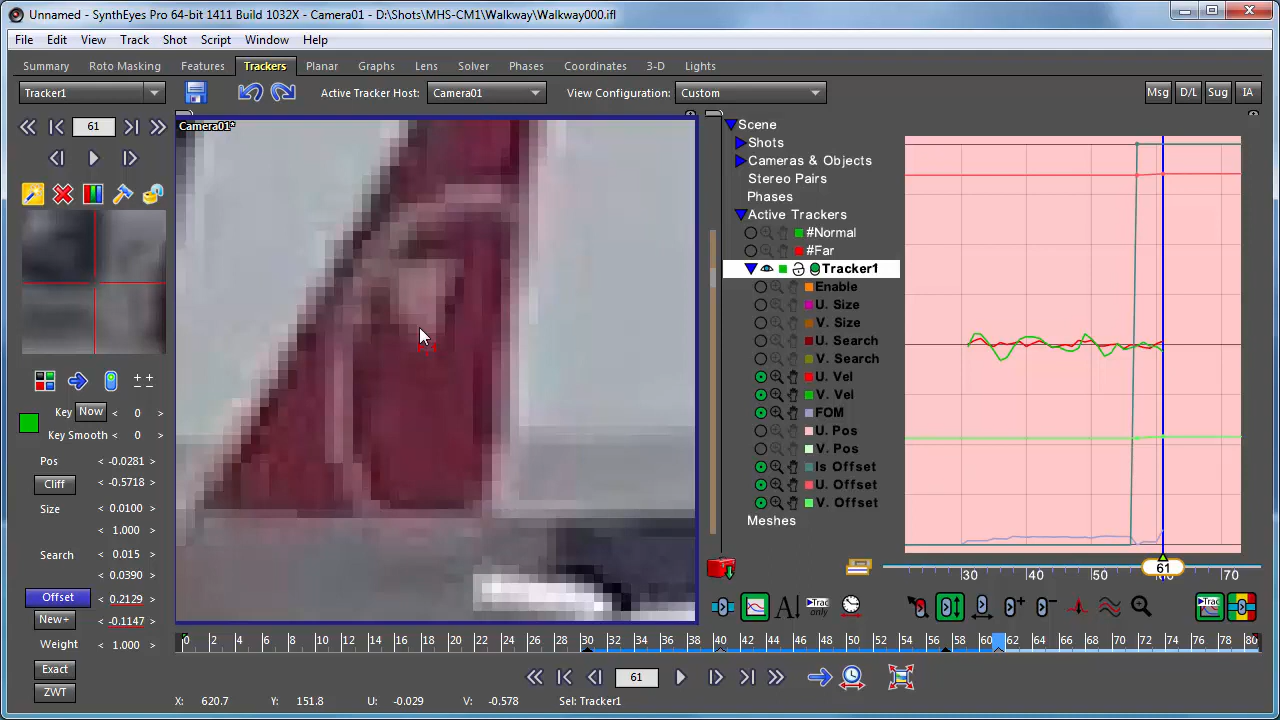 Unnamed - SynthEyes Pro 64-bit 1411 Build 1032X - Camera01 - D:\Shots\MHS-CM1\Walkway\Walkway000.ifl
File Edit View Track Shot Script Window Help
Summary Roto Masking Features Trackers Planar Graphs Lens Solver Phases Coordinates 3-D Lights
Tracker1 Active Tracker Host: Camera01 View Configuration: Custom Msg D/L Sug IA
61
Camera01*
Key Now < 0 >
Key Smooth < 0 >
Pos < -0.0281 >
Cliff < -0.5718 >
Size < 0.0100 >
< 1.000 >
Search < 0.015 >
< 0.0390 >
Offset < 0.2129 >
New+ < -0.1147 >
Weight < 1.000 >
Exact
ZWT
Scene
Shots
Cameras & Objects
Stereo Pairs
Phases
Active Trackers
#Normal
#Far
Tracker1
Enable
U. Size
V. Size
U. Search
V. Search
U. Vel
V. Vel
FOM
U. Pos
V. Pos
Is Offset
U. Offset
V. Offset
Meshes
30 40 50 60 70
61
A Trac only Trac
0 2 4 6 8 10 12 14 16 18 20 22 24 26 28 30 32 34 36 38 40 42 44 46 48 50 52 54 56 58 60 62 64 66 68 70 72 74 76 78 80
61
X: 620.7 Y: 151.8 U: -0.029 V: -0.578 Sel: Tracker1